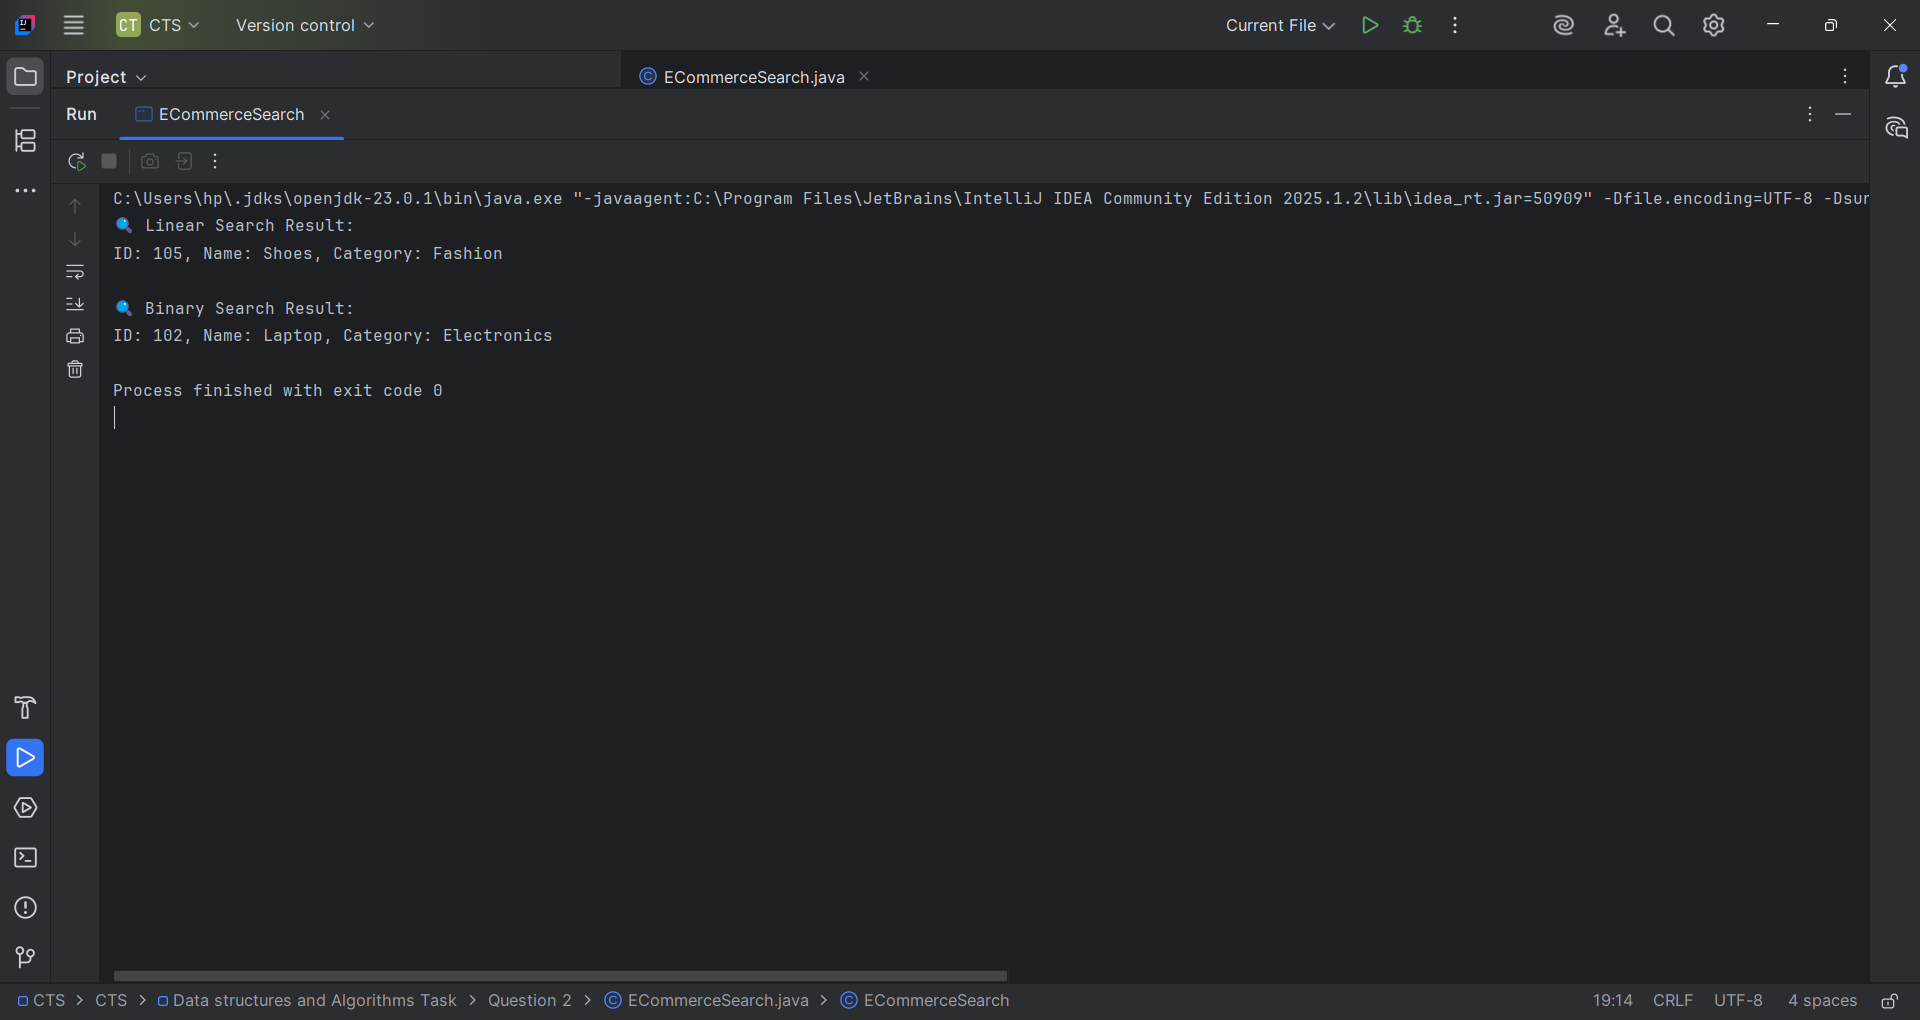 CT CTS Version control Current File
Project ECommerceSearch.java
Run ECommerceSearch
C:\Users\hp\.jdks\openjdk-23.0.1\bin\java.exe "-javaagent:C:\Program Files\JetBrains\IntelliJ IDEA Community Edition 2025.1.2\lib\idea_rt.jar=50909" -Dfile.encoding=UTF-8 -Dsur
🔍 Linear Search Result:
ID: 105, Name: Shoes, Category: Fashion
🔍 Binary Search Result:
ID: 102, Name: Laptop, Category: Electronics
Process finished with exit code 0
CTS > CTS > Data structures and Algorithms Task > Question 2 > ECommerceSearch.java > ECommerceSearch 19:14 CRLF UTF-8 4 spaces